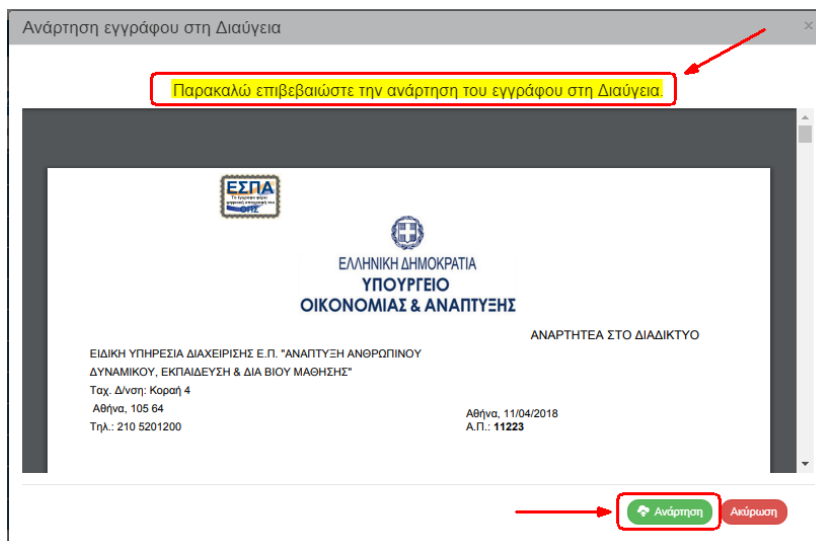 Ανάρτηση εγγράφου στη Διαύγεια
×
Παρακαλώ επιβεβαιώστε την ανάρτηση του εγγράφου στη Διαύγεια.
ΕΣΠΑ
ΕΛΛΗΝΙΚΗ ΔΗΜΟΚΡΑΤΙΑ
ΥΠΟΥΡΓΕΙΟ
ΟΙΚΟΝΟΜΙΑΣ & ΑΝΑΠΤΥΞΗΣ
ΑΝΑΡΤΗΤΕΑ ΣΤΟ ΔΙΑΔΙΚΤΥΟ
ΕΙΔΙΚΗ ΥΠΗΡΕΣΙΑ ΔΙΑΧΕΙΡΙΣΗΣ Ε.Π. "ΑΝΑΠΤΥΞΗ ΑΝΘΡΩΠΙΝΟΥ
ΔΥΝΑΜΙΚΟΥ, ΕΚΠΑΙΔΕΥΣΗ & ΔΙΑ ΒΙΟΥ ΜΑΘΗΣΗΣ"
Ταχ. Δ/νση: Κοραή 4
Αθήνα, 105 64
Τηλ.: 210 5201200
Αθήνα, 11/04/2018
Α.Π.: 11223
Ανάρτηση
Ακύρωση